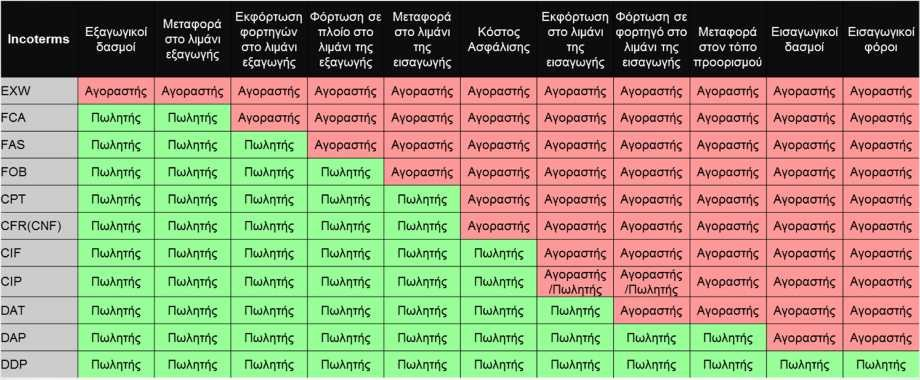 Incoterms Εξαγωγικοί δασμοί Μεταφορά στο λιμάνι εξαγωγής Εκφόρτωση φορτηγών στο λιμάνι εξαγωγής Φόρτωση σε πλοίο στο λιμάνι της εξαγωγής Μεταφορά στο λιμάνι της εισαγωγής Κόστος Ασφάλισης Εκφόρτωση στο λιμάνι της εισαγωγής Φόρτωση σε φορτηγό στο λιμάνι της εισαγωγής Μεταφορά στον τόπο προορισμού Εισαγωγικοί δασμοί Εισαγωγικοί φόροι
EXW Αγοραστής Αγοραστής Αγοραστής Αγοραστής Αγοραστής Αγοραστής Αγοραστής Αγοραστής Αγοραστής Αγοραστής Αγοραστής
FCA Πωλητής Πωλητής Αγοραστής Αγοραστής Αγοραστής Αγοραστής Αγοραστής Αγοραστής Αγοραστής Αγοραστής Αγοραστής
FAS Πωλητής Πωλητής Πωλητής Αγοραστής Αγοραστής Αγοραστής Αγοραστής Αγοραστής Αγοραστής Αγοραστής Αγοραστής
FOB Πωλητής Πωλητής Πωλητής Πωλητής Αγοραστής Αγοραστής Αγοραστής Αγοραστής Αγοραστής Αγοραστής Αγοραστής
CPT Πωλητής Πωλητής Πωλητής Πωλητής Πωλητής Αγοραστής Αγοραστής Αγοραστής Αγοραστής Αγοραστής Αγοραστής
CFR(CNF) Πωλητής Πωλητής Πωλητής Πωλητής Πωλητής Αγοραστής Αγοραστής Αγοραστής Αγοραστής Αγοραστής Αγοραστής
CIF Πωλητής Πωλητής Πωλητής Πωλητής Πωλητής Πωλητής Αγοραστής Αγοραστής Αγοραστής Αγοραστής Αγοραστής
CIP Πωλητής Πωλητής Πωλητής Πωλητής Πωλητής Πωλητής Αγοραστής /Πωλητής Αγοραστής /Πωλητής Αγοραστής Αγοραστής Αγοραστής
DAT Πωλητής Πωλητής Πωλητής Πωλητής Πωλητής Πωλητής Πωλητής Αγοραστής Αγοραστής Αγοραστής Αγοραστής
DAP Πωλητής Πωλητής Πωλητής Πωλητής Πωλητής Πωλητής Πωλητής Πωλητής Πωλητής Αγοραστής Αγοραστής
DDP Πωλητής Πωλητής Πωλητής Πωλητής Πωλητής Πωλητής Πωλητής Πωλητής Πωλητής Πωλητής Πωλητής